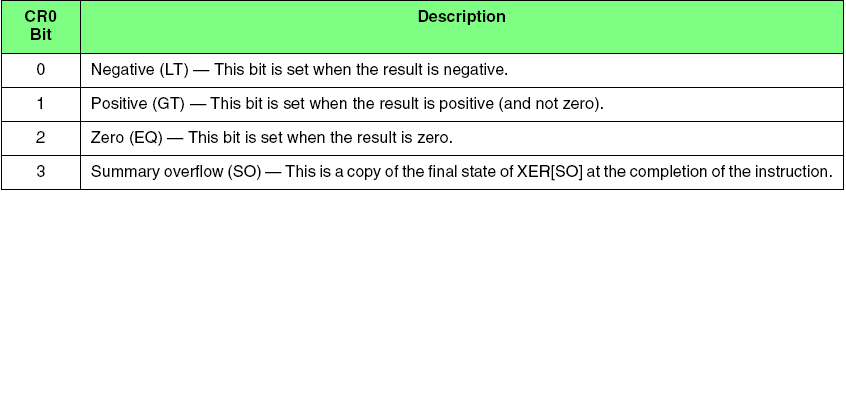 CR0 Description
Bit
0 Negative (LT) — This bit is set when the result is negative.
1 Positive (GT) — This bit is set when the result is positive (and not zero).
2 Zero (EQ) — This bit is set when the result is zero.
3 Summary overflow (SO) — This is a copy of the final state of XER[SO] at the completion of the instruction.